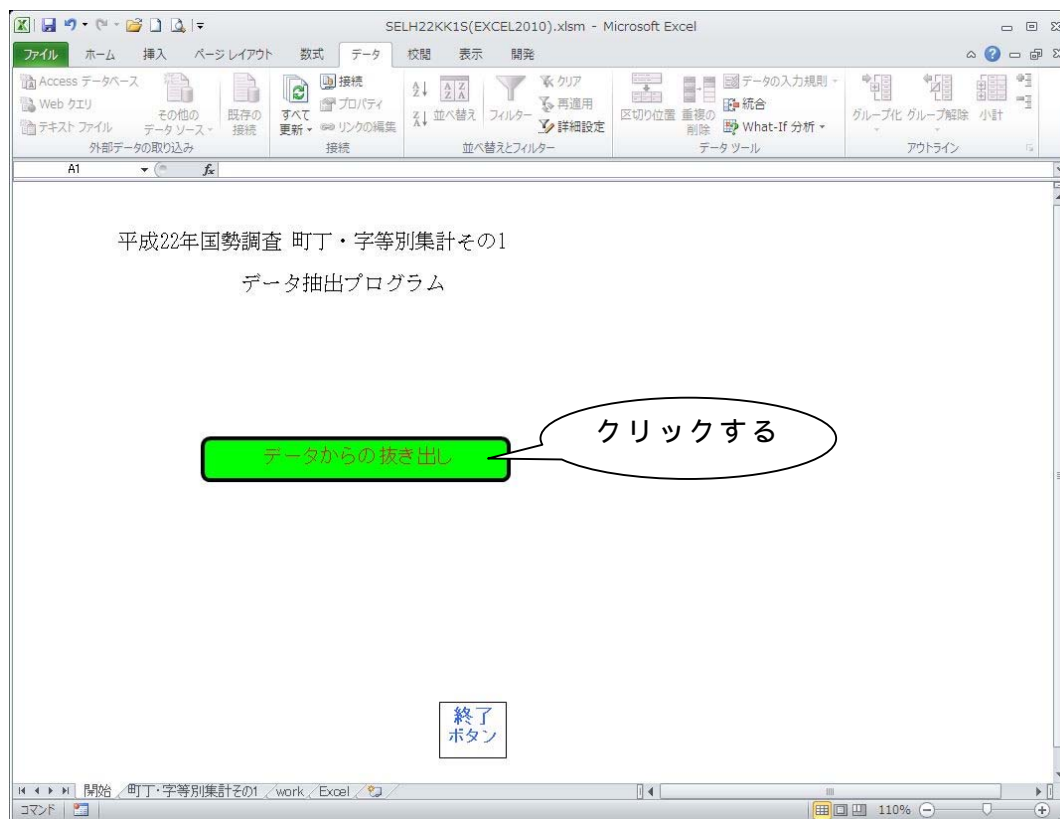 SELH22KK1S(EXCEL2010).xlsm - Microsoft Excel
ファイル ホーム 挿入 ページ レイアウト 数式 データ 校閲 表示 開発
Access データベース
Web クエリ
テキスト ファイル
その他の
データ ソース
既存の
接続
外部データの取り込み
すべて
更新
接続
プロパティ
リンクの編集
接続
並べ替え
フィルター
クリア
再適用
詳細設定
並べ替えとフィルター
区切り位置
重複の
削除
データの入力規則
統合
What-If 分析
データ ツール
グループ化
グループ解除
小計
アウトライン
A1
fx
平成22年国勢調査 町丁・字等別集計その1
データ抽出プログラム
データからの抜き出し
クリックする
終了
ボタン
開始 町丁・字等別集計その1 work Excel
コマンド
110%